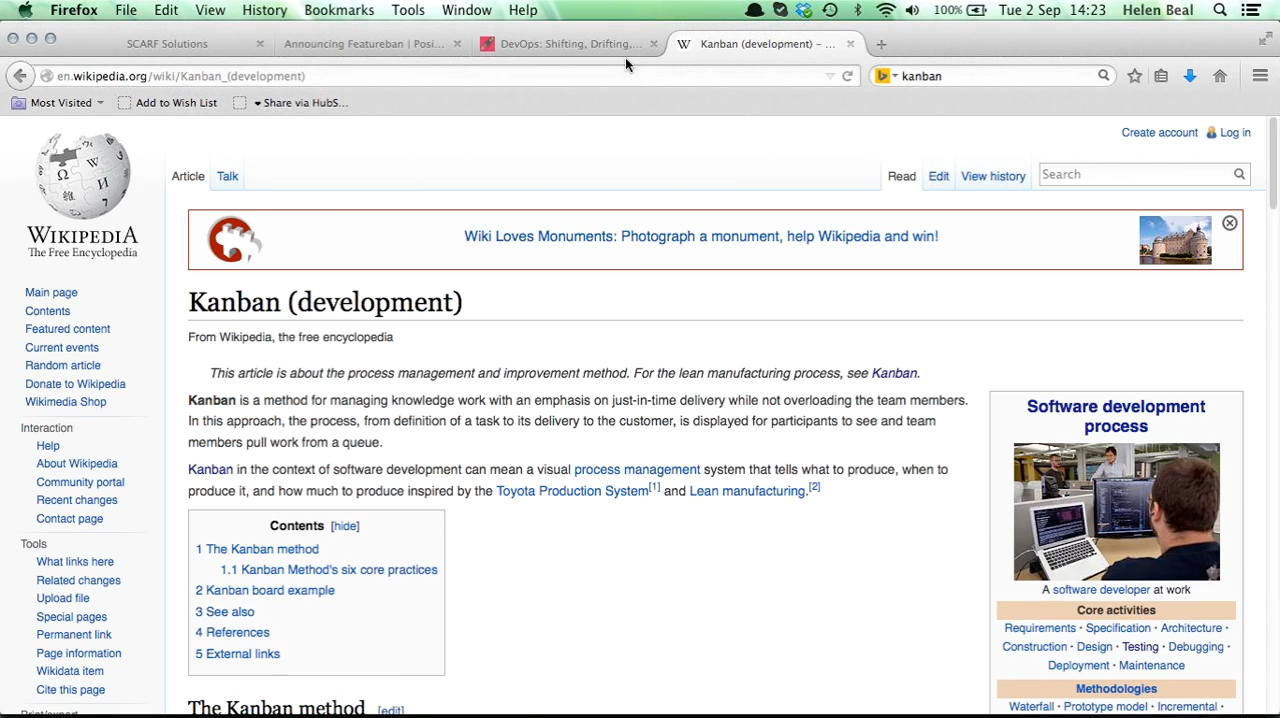 Firefox File Edit View History Bookmarks Tools Window Help 100% Tue 2 Sep 14:23 Helen Beal
SCARF Solutions Announcing Featureban | Posi... DevOps: Shifting, Drifting,... W Kanban (development) – ...
en.wikipedia.org/wiki/Kanban_(development) kanban
Most Visited Add to Wish List Share via HubS...
Create account Log in
Article Talk Read Edit View history Search
WIKIPEDIA
The Free Encyclopedia
Main page
Contents
Featured content
Current events
Random article
Donate to Wikipedia
Wikimedia Shop
Interaction
Help
About Wikipedia
Community portal
Recent changes
Contact page
Tools
What links here
Related changes
Upload file
Special pages
Permanent link
Page information
Wikidata item
Cite this page
Print/export
Wiki Loves Monuments: Photograph a monument, help Wikipedia and win!
Kanban (development)
From Wikipedia, the free encyclopedia
This article is about the process management and improvement method. For the lean manufacturing process, see Kanban.
Kanban is a method for managing knowledge work with an emphasis on just-in-time delivery while not overloading the team members.
In this approach, the process, from definition of a task to its delivery to the customer, is displayed for participants to see and team
members pull work from a queue.
Kanban in the context of software development can mean a visual process management system that tells what to produce, when to
produce it, and how much to produce inspired by the Toyota Production System[1] and Lean manufacturing.[2]
Contents [hide]
1 The Kanban method
1.1 Kanban Method's six core practices
2 Kanban board example
3 See also
4 References
5 External links
The Kanban method [edit]
Software development
process
A software developer at work
Core activities
Requirements · Specification · Architecture ·
Construction · Design · Testing · Debugging ·
Deployment · Maintenance
Methodologies
Waterfall · Prototype model · Incremental ·